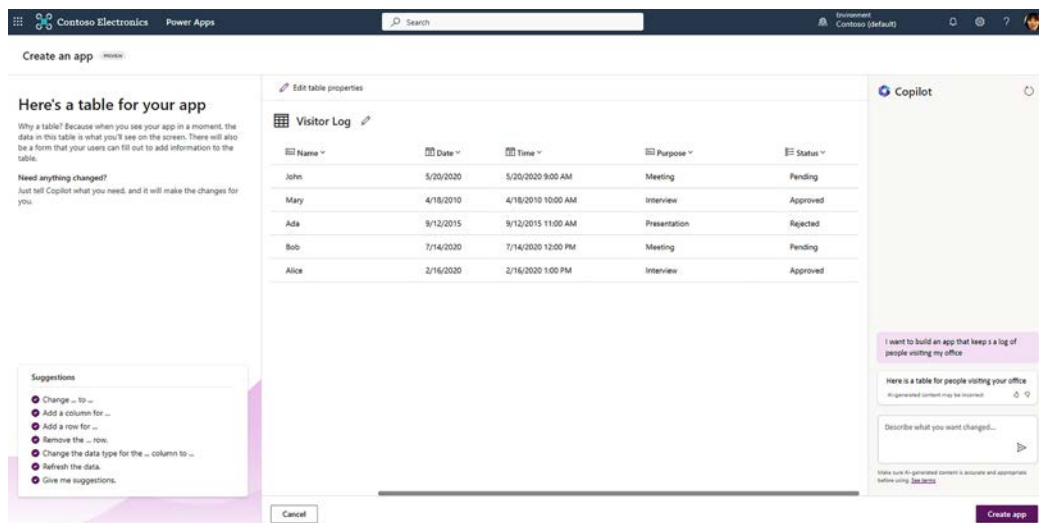 Contoso Electronics Power Apps
Search
Environment
Contoso (default)
Create an app PREVIEW
Here's a table for your app
Why a table? Because when you see your app in a moment, the
data in this table is what you'll see on the screen. There will also
be a form that your users can fill out to add information to the
table.
Need anything changed?
Just tell Copilot what you need, and it will make the changes for
you.
Suggestions
Change ... to ...
Add a column for ...
Add a row for ...
Remove the ... row.
Change the data type for the ... column to ...
Refresh the data.
Give me suggestions.
Edit table properties
Visitor Log
Name Date Time Purpose Status
John 5/20/2020 5/20/2020 9:00 AM Meeting Pending
Mary 4/18/2010 4/18/2010 10:00 AM Interview Approved
Ada 9/12/2015 9/12/2015 11:00 AM Presentation Rejected
Bob 7/14/2020 7/14/2020 12:00 PM Meeting Pending
Alice 2/16/2020 2/16/2020 1:00 PM Interview Approved
Cancel
Copilot
I want to build an app that keep s a log of
people visiting my office
Here is a table for people visiting your office
AI-generated content may be incorrect
Describe what you want changed...
Make sure AI-generated content is accurate and appropriate
before using. See terms
Create app